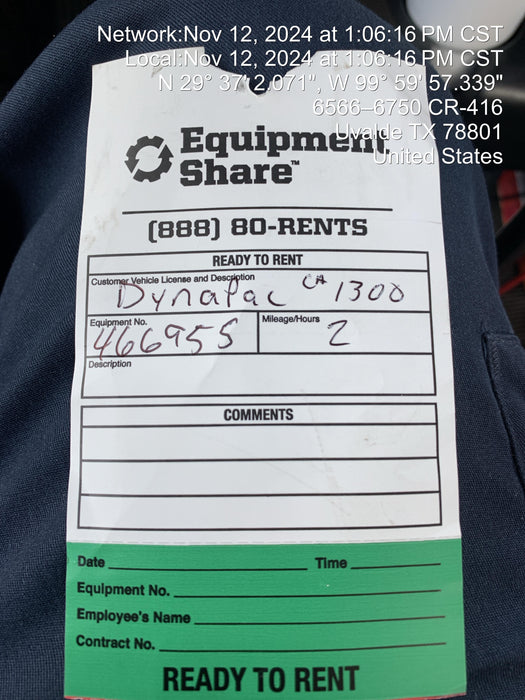 Network:Nov 12, 2024 at 1:06:16 PM CST
Local:Nov 12, 2024 at 1:06:16 PM CST
N 29° 37' 2.071", W 99° 59' 57.339"
6566–6750 CR-416
Uvalde TX 78801
United States
Equipment
Share™
(888) 80-RENTS
READY TO RENT
Customer Vehicle License and Description
Dynapac CA 1300
Equipment No. Mileage/Hours
466955 2
Description
COMMENTS
Date Time
Equipment No.
Employee's Name
Contract No.
READY TO RENT